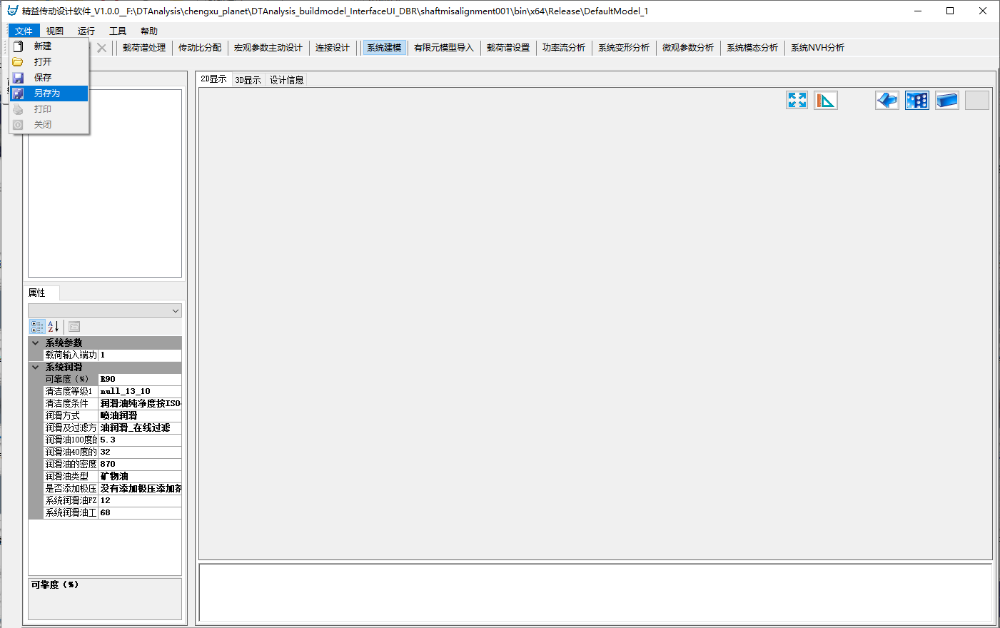 精益传动设计软件_V1.0.0__F:\DTAnalysis\chengxu_planet\DTAnalysis_buildmodel_InterfaceUI_DBR\shaftmisalignment001\bin\x64\Release\DefaultModel_1
文件 视图 运行 工具 帮助
载荷谱处理 传动比分配 宏观参数主动设计 连接设计 系统建模 有限元模型导入 载荷谱设置 功率流分析 系统变形分析 微观参数分析 系统模态分析 系统NVH分析
新建
打开
保存
另存为
打印
关闭
2D显示 3D显示 设计信息
属性
系统参数
载荷输入端功 1
系统润滑
可靠度（%） R90
清洁度等级1 null_13_10
清洁度条件 润滑油纯净度按ISO
润滑方式 喷油润滑
润滑及过滤方 油润滑_在线过滤
润滑油100度的 5.3
润滑油40度的 32
润滑油的密度 870
润滑油类型 矿物油
是否添加极压 没有添加极压添加剂
系统润滑油FZ 12
系统润滑油工 68
可靠度（%）